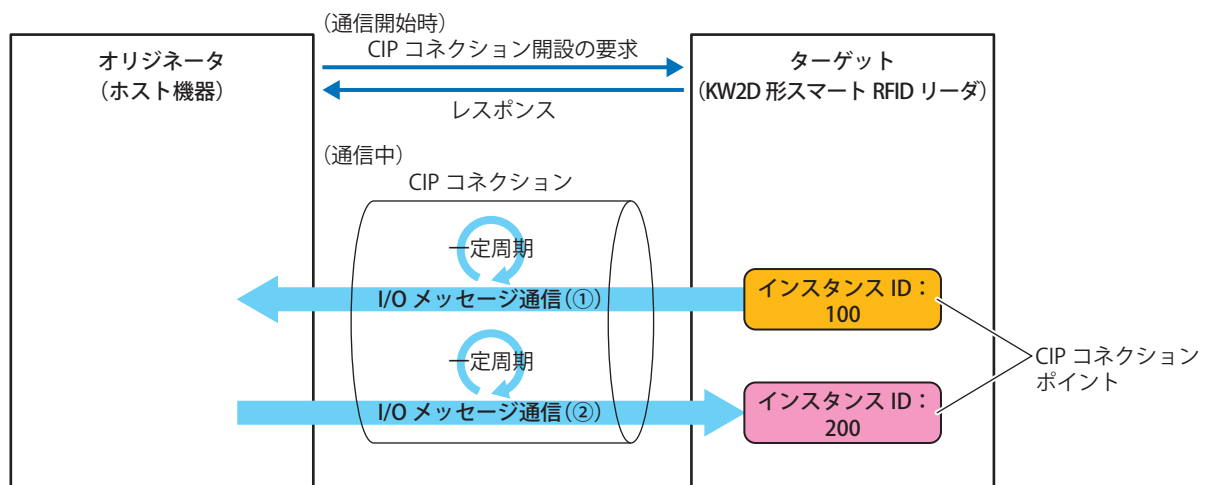 (通信開始時)
CIP コネクション開設の要求
オリジネータ
(ホスト機器)
ターゲット
(KW2D 形スマート RFID リーダ)
レスポンス
(通信中)
CIP コネクション
一定周期
I/O メッセージ通信(①)
インスタンス ID:
100
一定周期
CIP コネクション
ポイント
I/O メッセージ通信(②)
インスタンス ID:
200